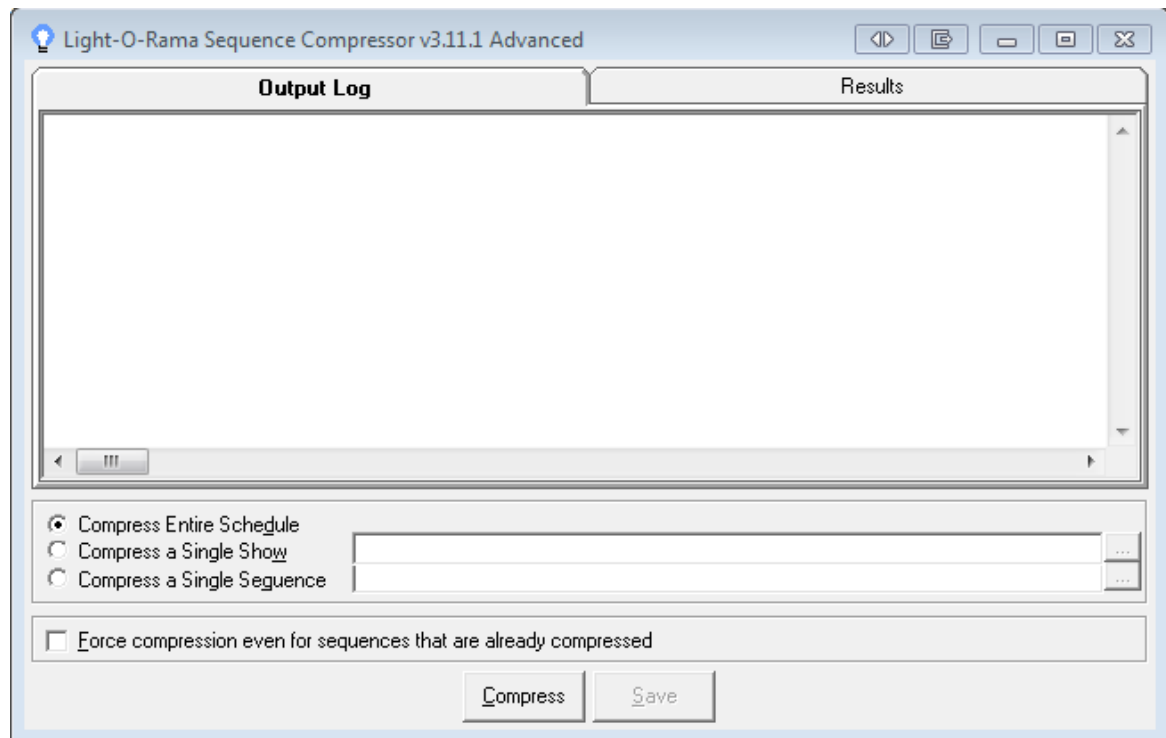 Light-O-Rama Sequence Compressor v3.11.1 Advanced
Output Log
Results
Compress Entire Schedule
Compress a Single Show
Compress a Single Sequence
...
...
Force compression even for sequences that are already compressed
Compress
Save